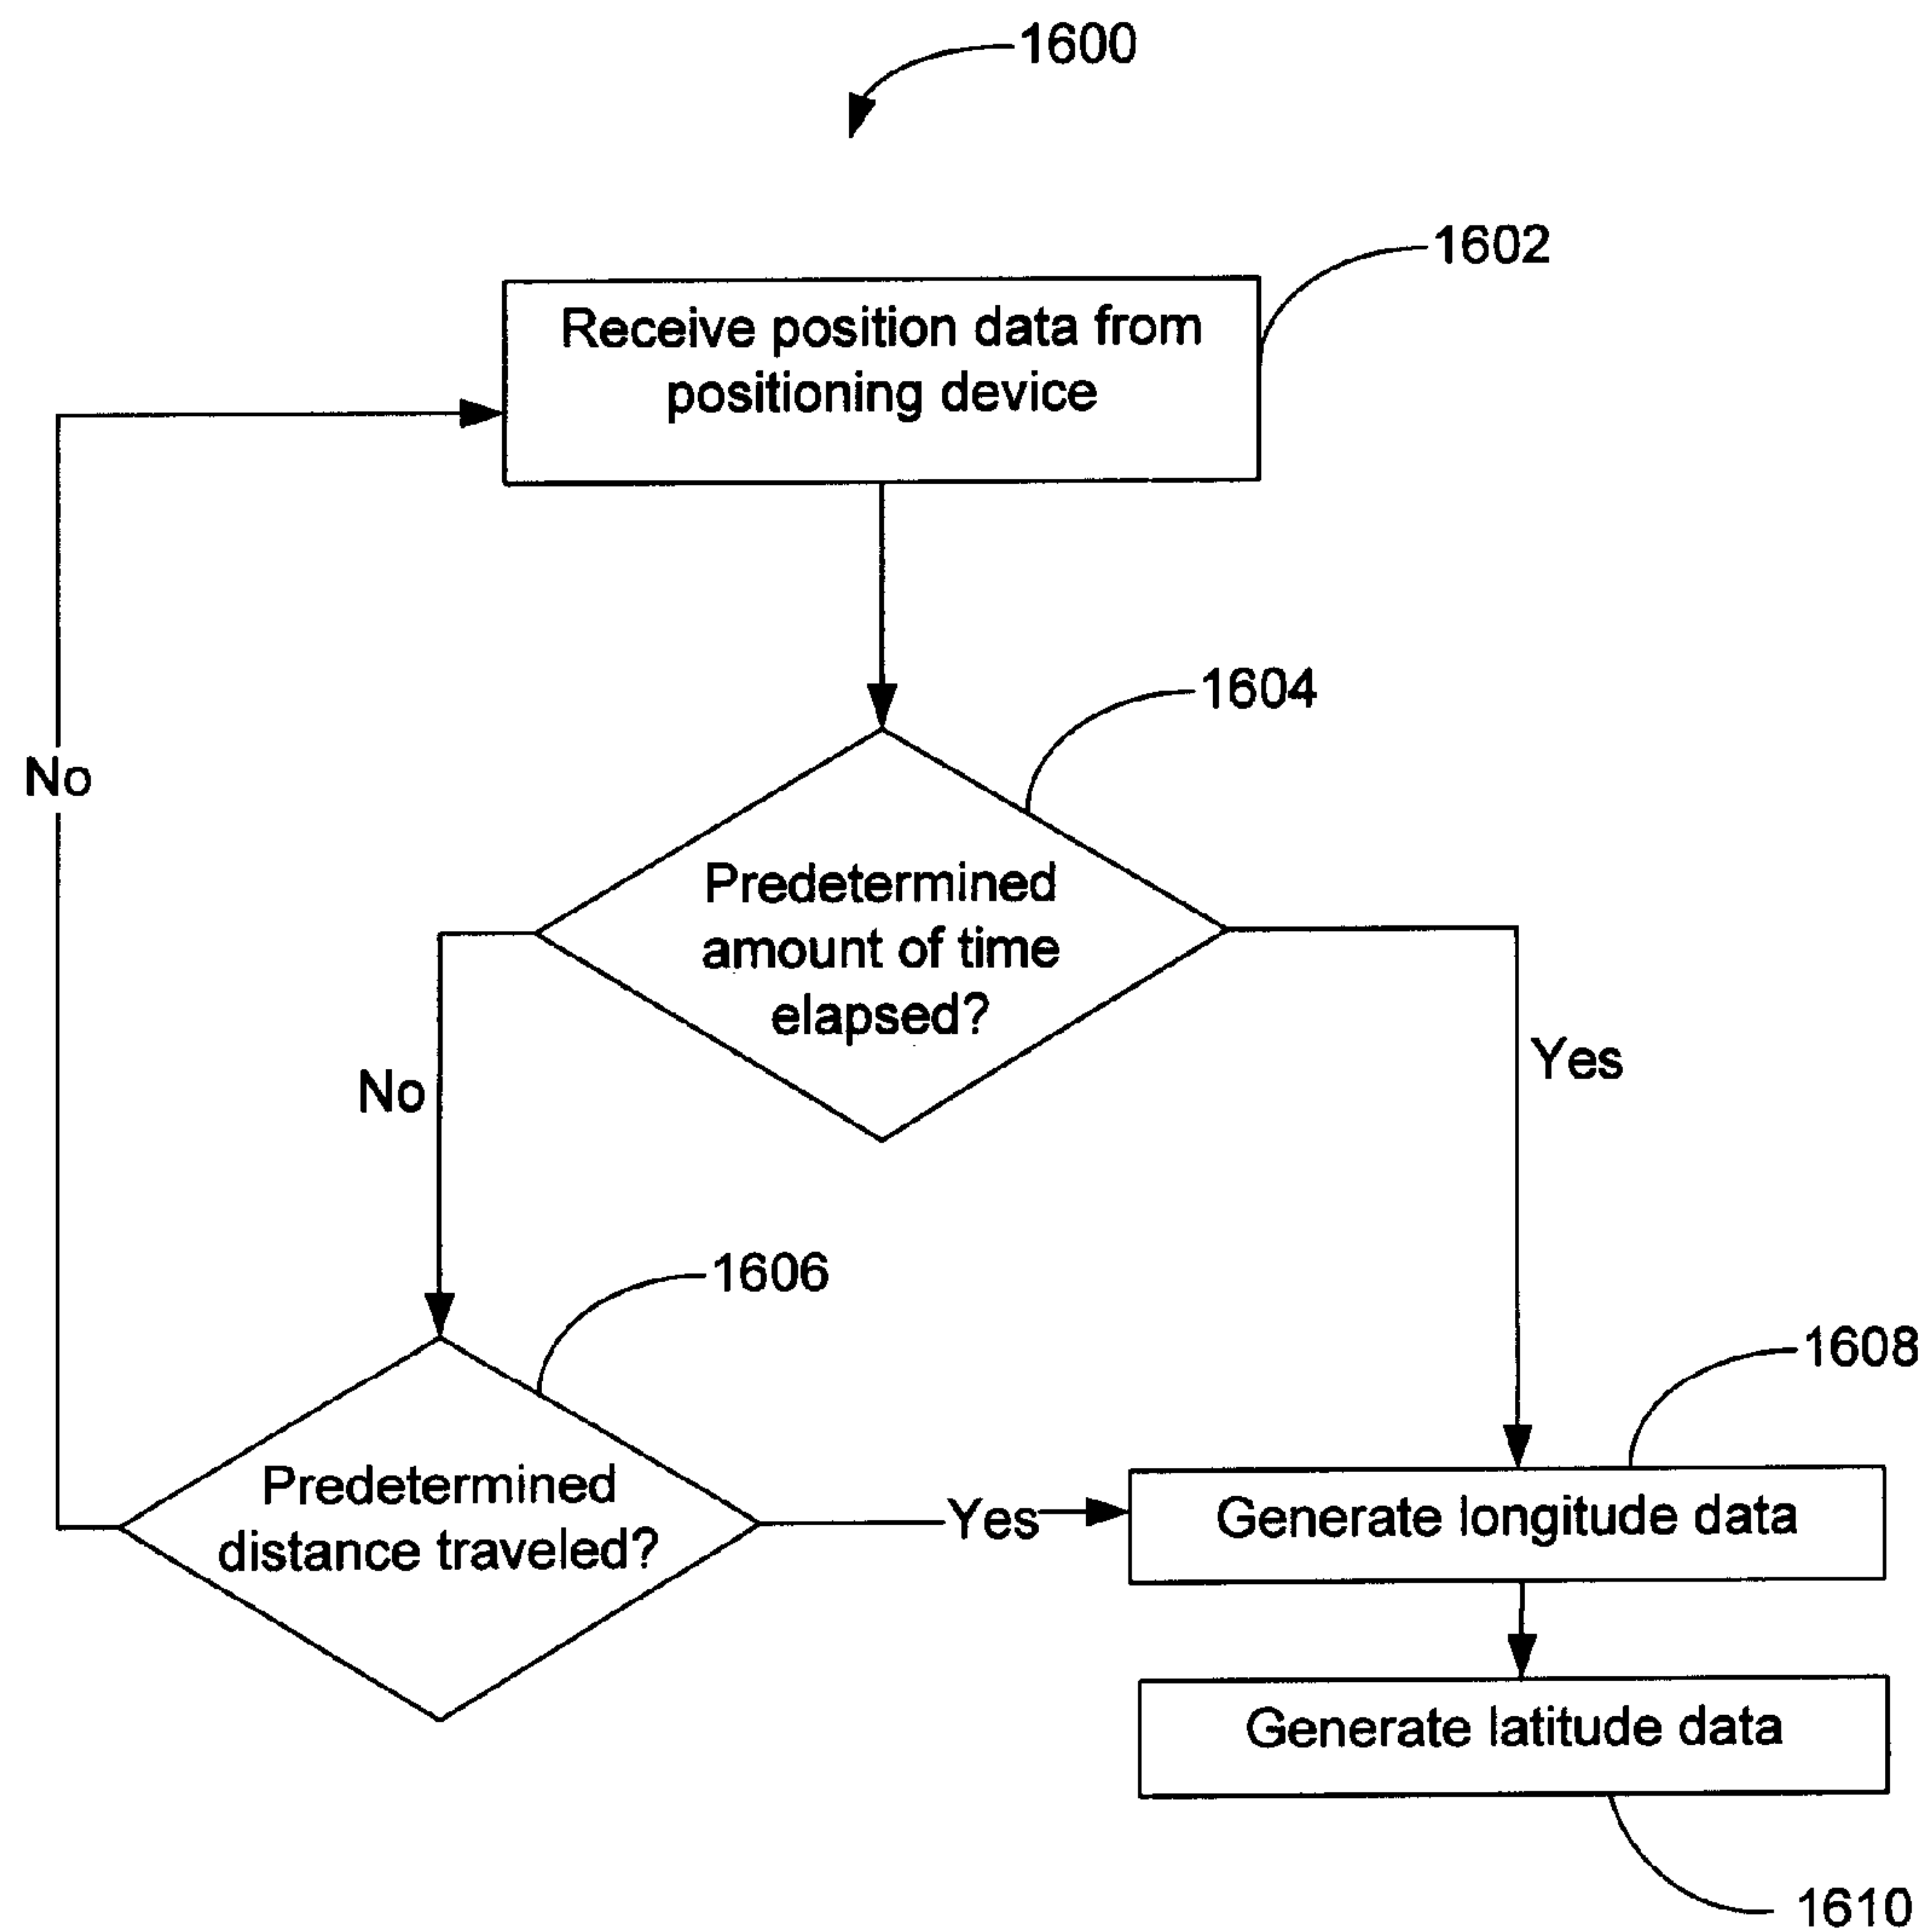 1600
1602
Receive position data from
positioning device
1604
No
Predetermined
amount of time
elapsed?
Yes
No
1606
1608
Predetermined
distance traveled?
Yes
Generate longitude data
Generate latitude data
1610